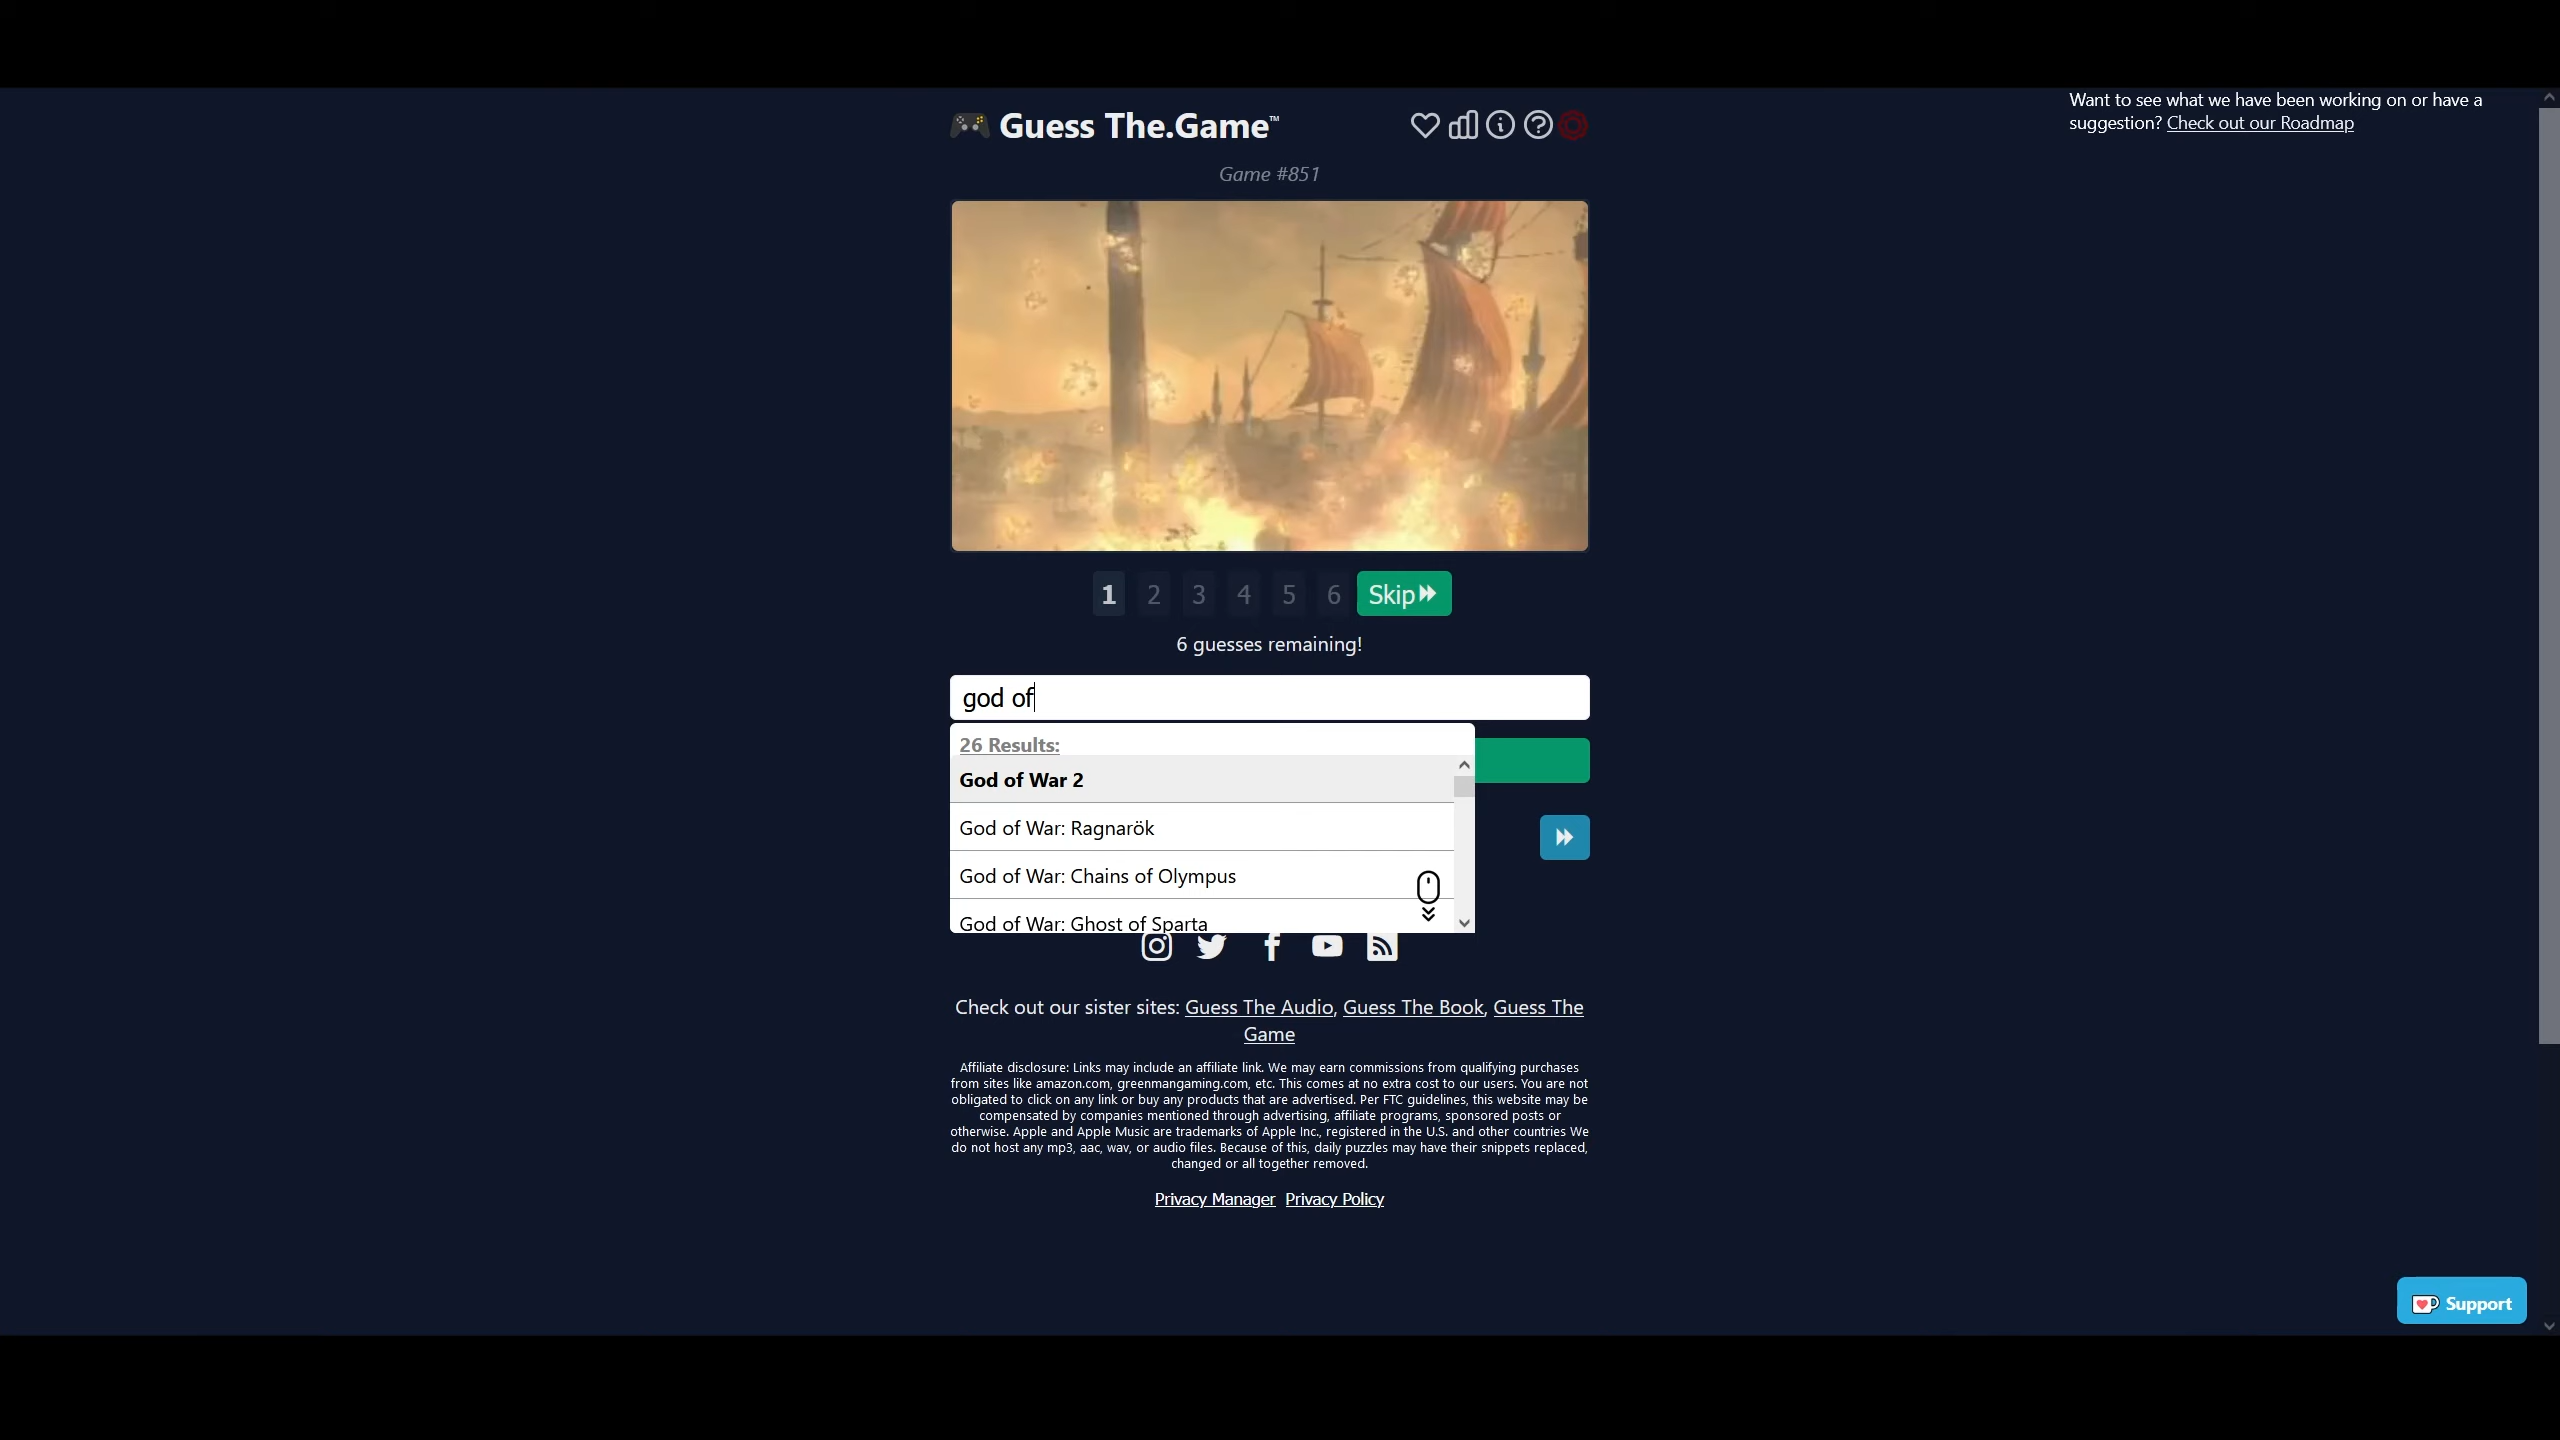 Want to see what we have been working on or have a
suggestion? Check out our Roadmap
Guess The.Game™
Game #851
1 2 3 4 5 6 Skip
6 guesses remaining!
god of
26 Results:
God of War 2
God of War: Ragnarök
God of War: Chains of Olympus
God of War: Ghost of Sparta
Check out our sister sites: Guess The Audio, Guess The Book, Guess The
Game
Affiliate disclosure: Links may include an affiliate link. We may earn commissions from qualifying purchases
from sites like amazon.com, greenmangaming.com, etc. This comes at no extra cost to our users. You are not
obligated to click on any link or buy any products that are advertised. Per FTC guidelines, this website may be
compensated by companies mentioned through advertising, affiliate programs, sponsored posts or
otherwise. Apple and Apple Music are trademarks of Apple Inc., registered in the U.S. and other countries We
do not host any mp3, aac, wav, or audio files. Because of this, daily puzzles may have their snippets replaced,
changed or all together removed.
Privacy Manager Privacy Policy
Support